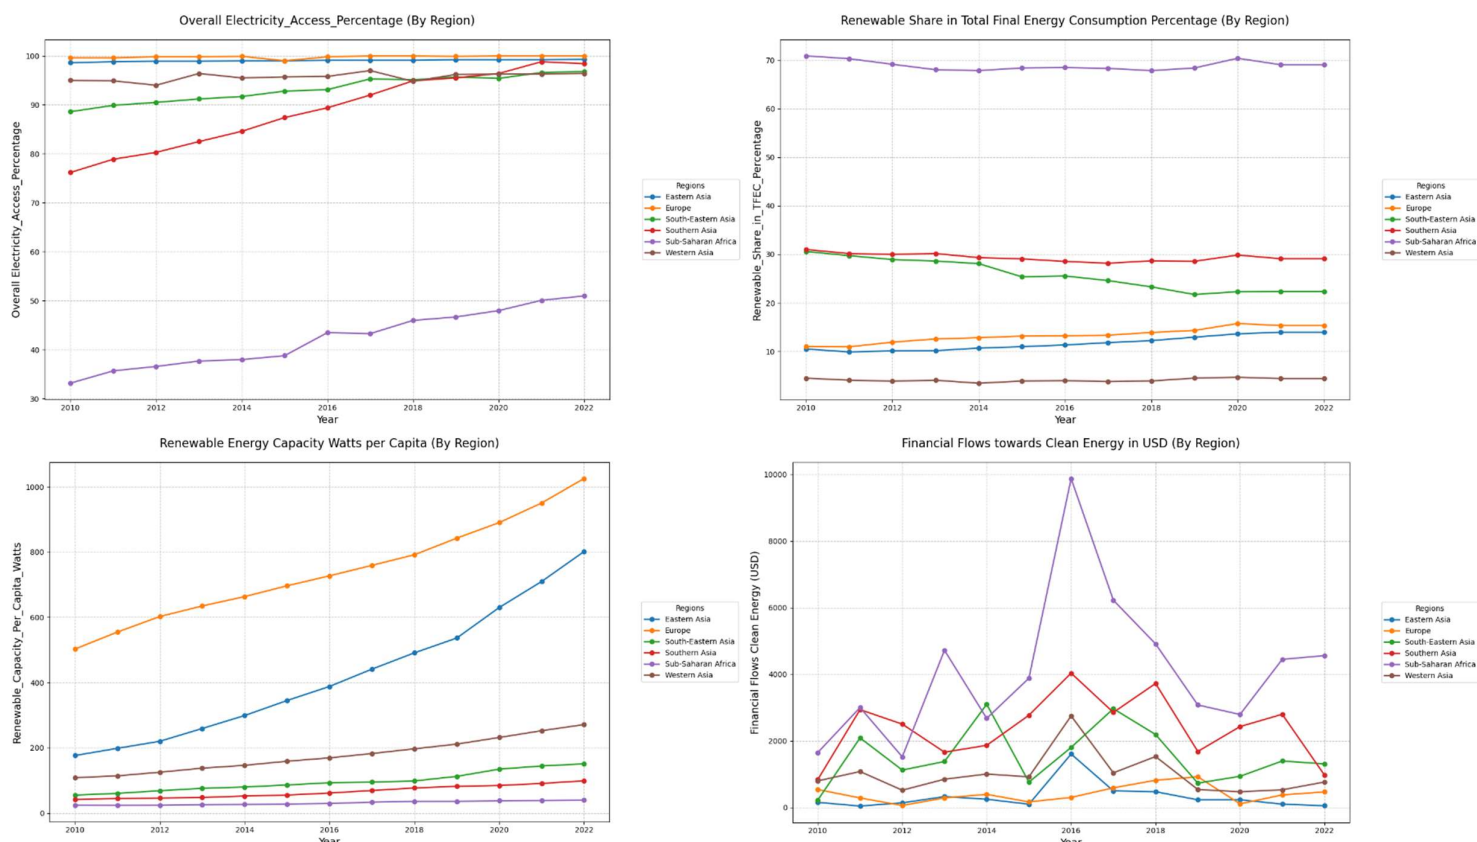 Overall Electricity_Access_Percentage (By Region)
Overall Electricity_Access_Percentage
100
90
80
70
60
50
40
30
2010
2012
2014
2016
2018
2020
2022
Year
Regions
Eastern Asia
Europe
South-Eastern Asia
Southern Asia
Sub-Saharan Africa
Western Asia
Renewable Share in Total Final Energy Consumption Percentage (By Region)
Renewable_Share_in_TFEC_Percentage
70
60
50
40
30
20
10
2010
2012
2014
2016
2018
2020
2022
Year
Regions
Eastern Asia
Europe
South-Eastern Asia
Southern Asia
Sub-Saharan Africa
Western Asia
Renewable Energy Capacity Watts per Capita (By Region)
Renewable_Capacity_Per_Capita_Watts
1000
800
600
400
200
0
2010
2012
2014
2016
2018
2020
2022
Year
Regions
Eastern Asia
Europe
South-Eastern Asia
Southern Asia
Sub-Saharan Africa
Western Asia
Financial Flows towards Clean Energy in USD (By Region)
Financial Flows Clean Energy (USD)
10000
8000
6000
4000
2000
0
2010
2012
2014
2016
2018
2020
2022
Year
Regions
Eastern Asia
Europe
South-Eastern Asia
Southern Asia
Sub-Saharan Africa
Western Asia